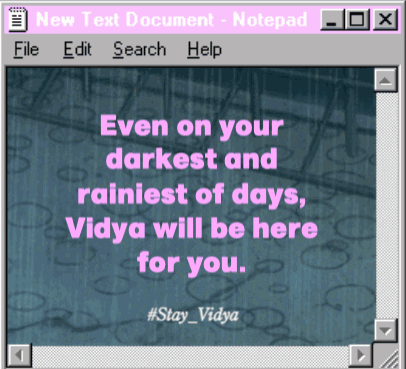 New Text Document - Notepad
File Edit Search Help
Even on your
darkest and
rainiest of days,
Vidya will be here
for you.
#Stay_Vidya